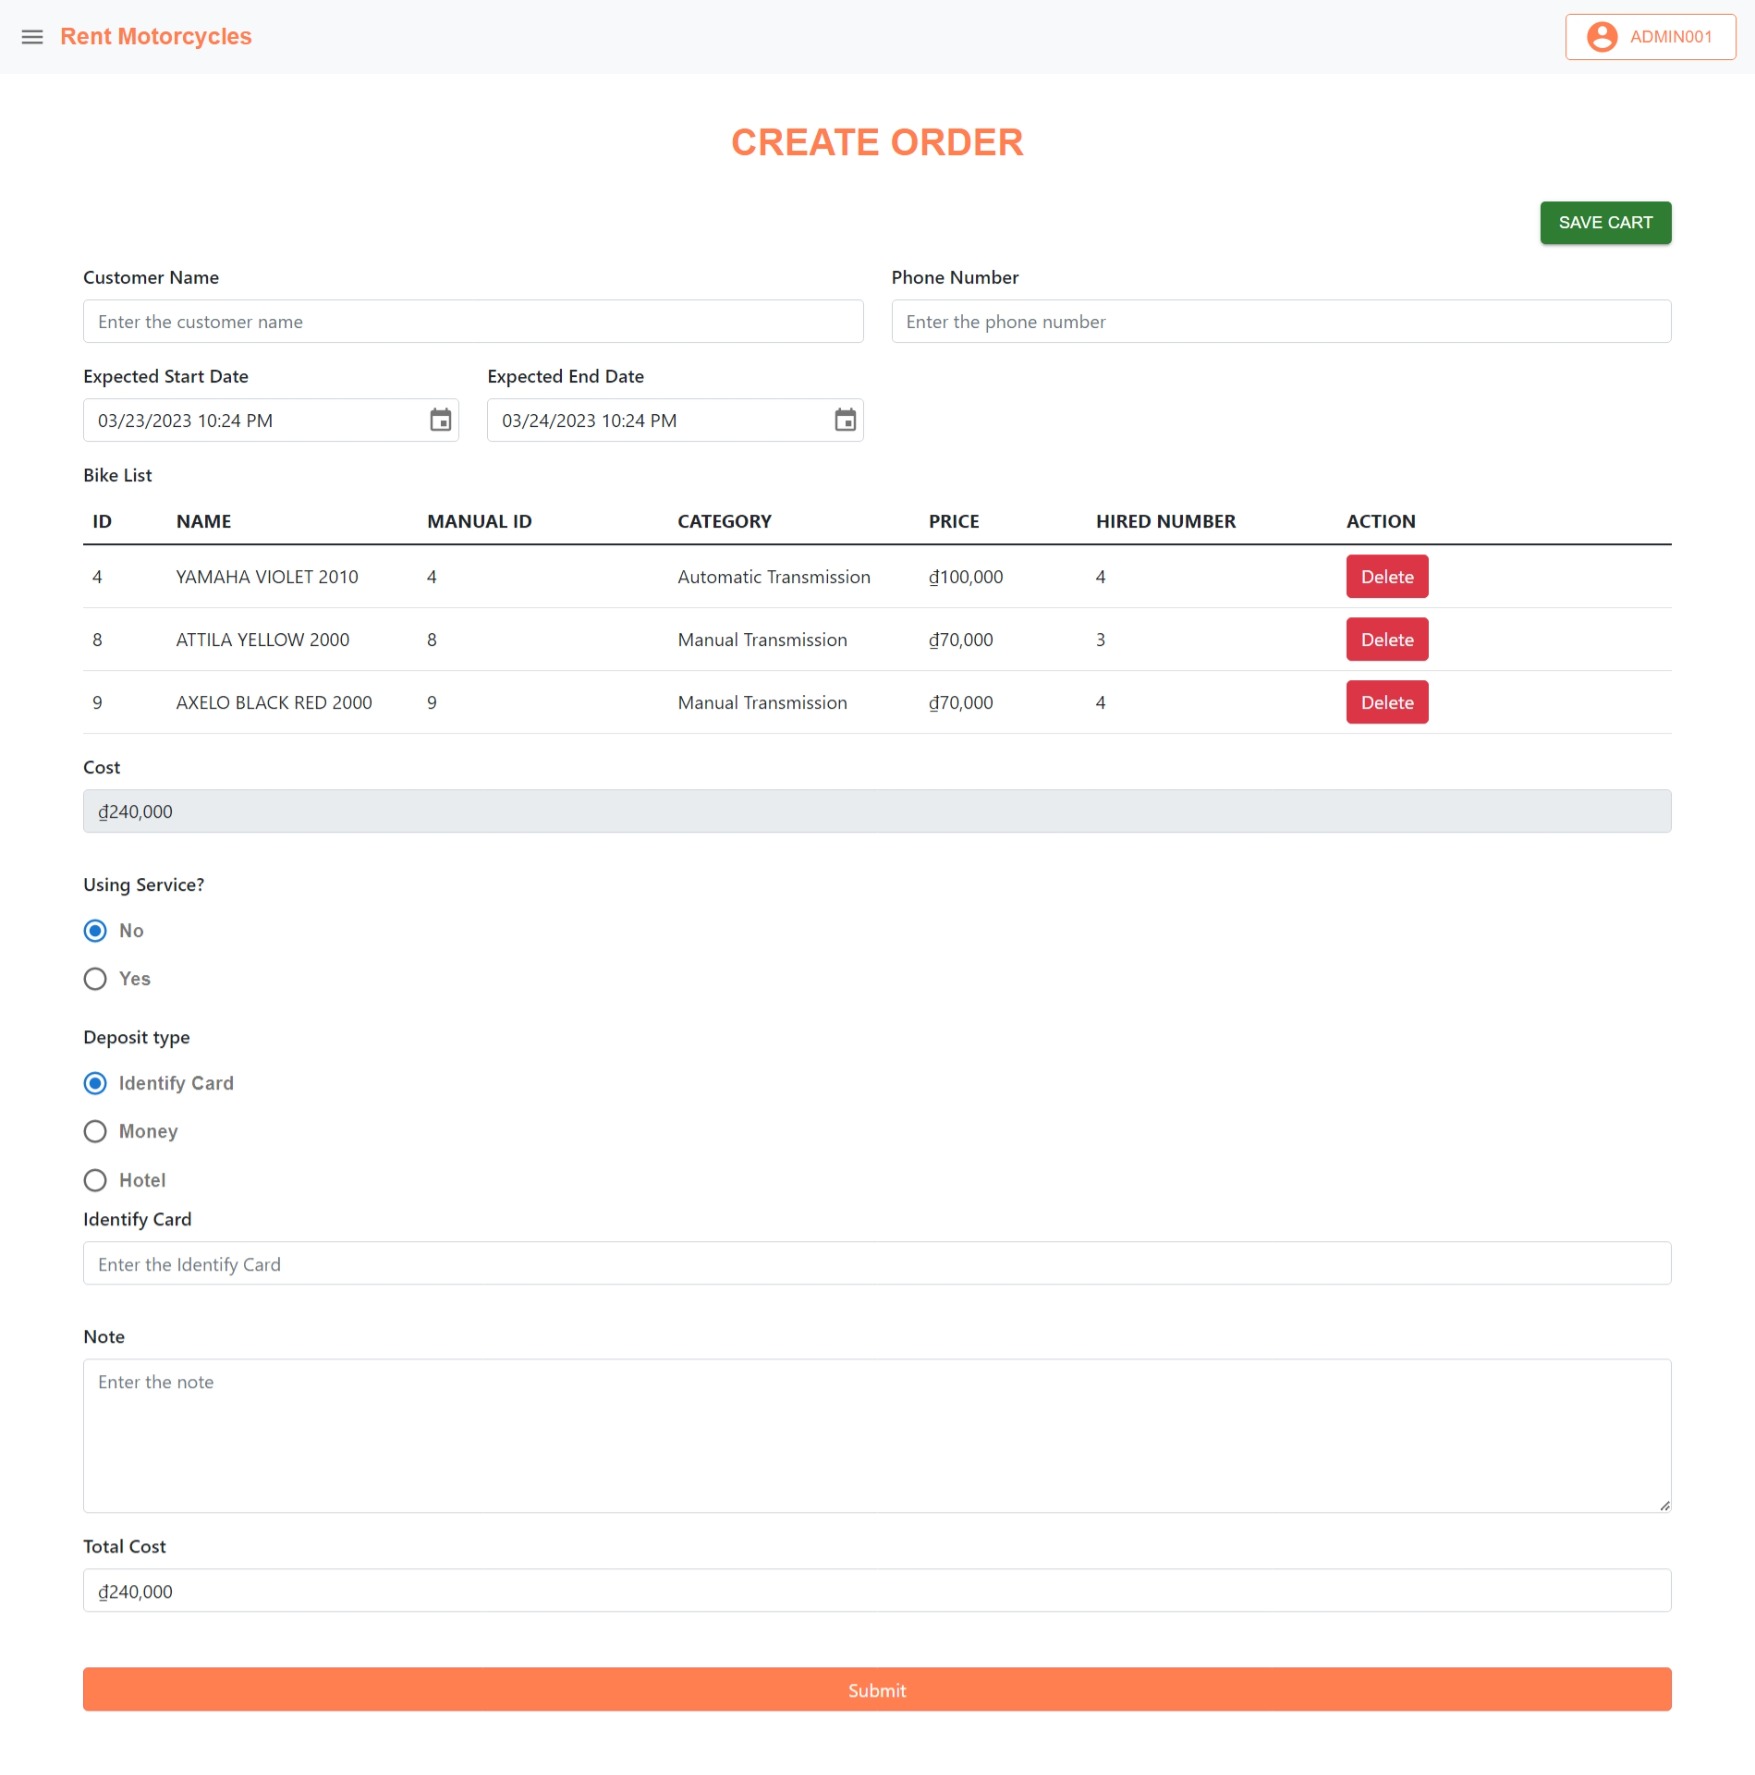 Rent Motorcycles
ADMIN001
CREATE ORDER
SAVE CART
Customer Name Phone Number
Enter the customer name Enter the phone number
Expected Start Date Expected End Date
03/23/2023 10:24 PM 03/24/2023 10:24 PM
Bike List
ID NAME MANUAL ID CATEGORY PRICE HIRED NUMBER ACTION
4 YAMAHA VIOLET 2010 4 Automatic Transmission ₫100,000 4 Delete
8 ATTILA YELLOW 2000 8 Manual Transmission ₫70,000 3 Delete
9 AXELO BLACK RED 2000 9 Manual Transmission ₫70,000 4 Delete
Cost
₫240,000
Using Service?
No
Yes
Deposit type
Identify Card
Money
Hotel
Identify Card
Enter the Identify Card
Note
Enter the note
Total Cost
₫240,000
Submit